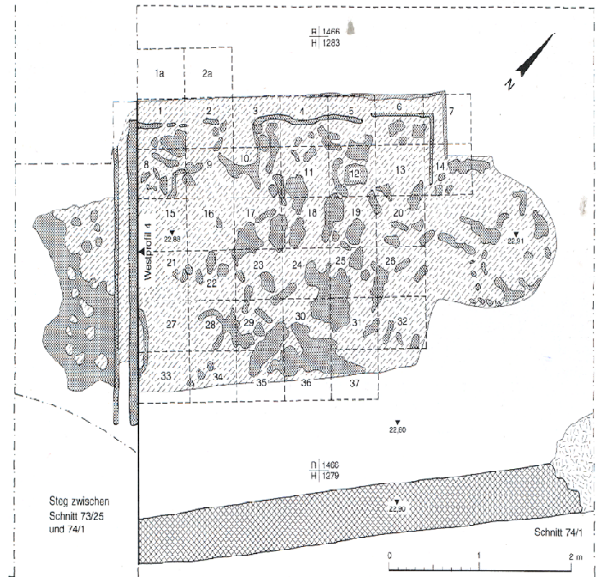 R 1466
H 1283
N
1a 2a
1 2 3 4 5 6 7
8 9 10 11 12 13 14
15 16 17 18 19 20
22,88 22,91
Westprofil 4
21 22 23 24 25 26
27 28 29 30 31 32
33 34 35 36 37
22,80
R 1466
H 1279
22,90
Steg zwischen
Schnitt 73/25
und 74/1
Schnitt 74/1
0 1 2 m